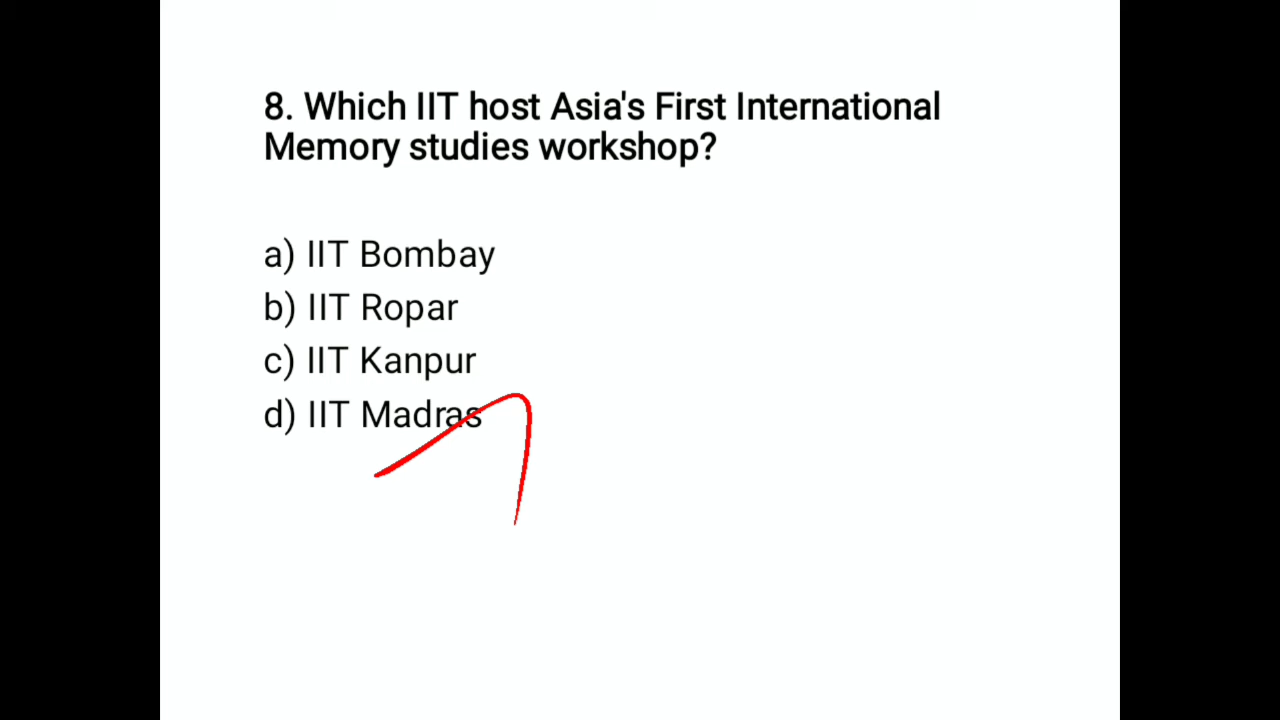 8. Which IIT host Asia's First International
Memory studies workshop?
a) IIT Bombay
b) IIT Ropar
c) IIT Kanpur
d) IIT Madras